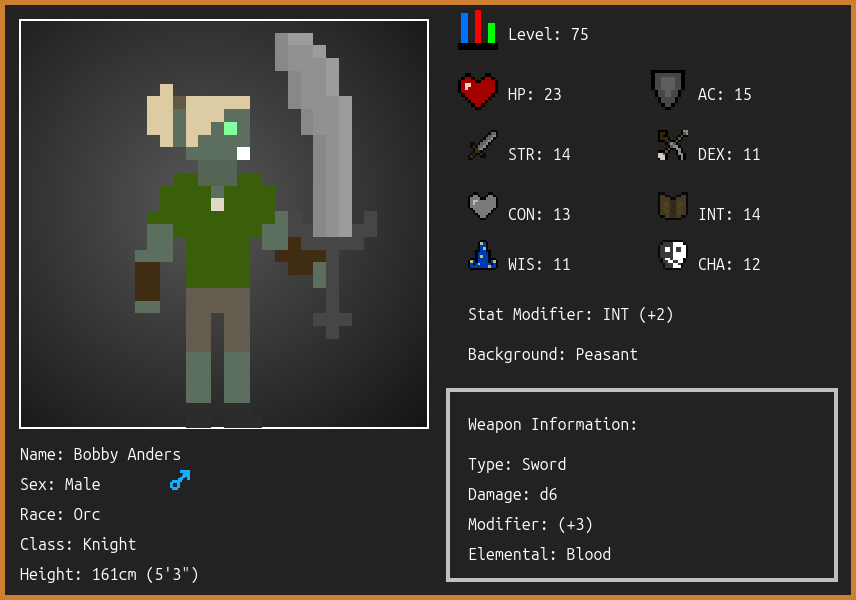 Level: 75
HP: 23
AC: 15
STR: 14
DEX: 11
CON: 13
INT: 14
WIS: 11
CHA: 12
Stat Modifier: INT (+2)
Background: Peasant
Name: Bobby Anders
Sex: Male
Race: Orc
Class: Knight
Height: 161cm (5'3")
Weapon Information:
Type: Sword
Damage: d6
Modifier: (+3)
Elemental: Blood